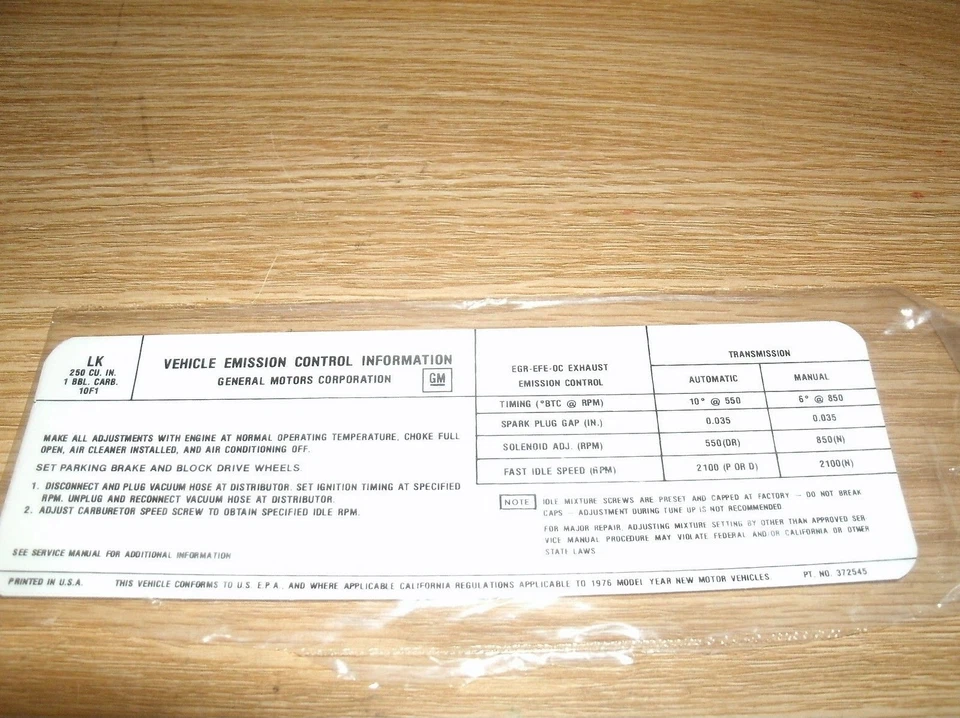 LK
250 CU. IN.
1 BBL. CARB.
10F1
VEHICLE EMISSION CONTROL INFORMATION
GENERAL MOTORS CORPORATION GM
MAKE ALL ADJUSTMENTS WITH ENGINE AT NORMAL OPERATING TEMPERATURE, CHOKE FULL
OPEN, AIR CLEANER INSTALLED, AND AIR CONDITIONING OFF.
SET PARKING BRAKE AND BLOCK DRIVE WHEELS.
1. DISCONNECT AND PLUG VACUUM HOSE AT DISTRIBUTOR. SET IGNITION TIMING AT SPECIFIED
RPM. UNPLUG AND RECONNECT VACUUM HOSE AT DISTRIBUTOR.
2. ADJUST CARBURETOR SPEED SCREW TO OBTAIN SPECIFIED IDLE RPM.
SEE SERVICE MANUAL FOR ADDITIONAL INFORMATION
EGR-EFE-OC EXHAUST
EMISSION CONTROL
TRANSMISSION
AUTOMATIC MANUAL
TIMING (°BTC @ RPM) 10° @ 550 6° @ 850
SPARK PLUG GAP (IN.) 0.035 0.035
SOLENOID ADJ. (RPM) 550(DR) 850(N)
FAST IDLE SPEED (RPM) 2100 (P OR D) 2100(N)
NOTE IDLE MIXTURE SCREWS ARE PRESET AND CAPPED AT FACTORY - DO NOT BREAK
CAPS - ADJUSTMENT DURING TUNE UP IS NOT RECOMMENDED
FOR MAJOR REPAIR, ADJUSTING MIXTURE SETTING BY OTHER THAN APPROVED SER
VICE MANUAL PROCEDURE MAY VIOLATE FEDERAL AND/OR CALIFORNIA OR OTHER
STATE LAWS
PRINTED IN U.S.A. THIS VEHICLE CONFORMS TO U.S. E.P.A. AND WHERE APPLICABLE CALIFORNIA REGULATIONS APPLICABLE TO 1976 MODEL YEAR NEW MOTOR VEHICLES PT. NO. 372545